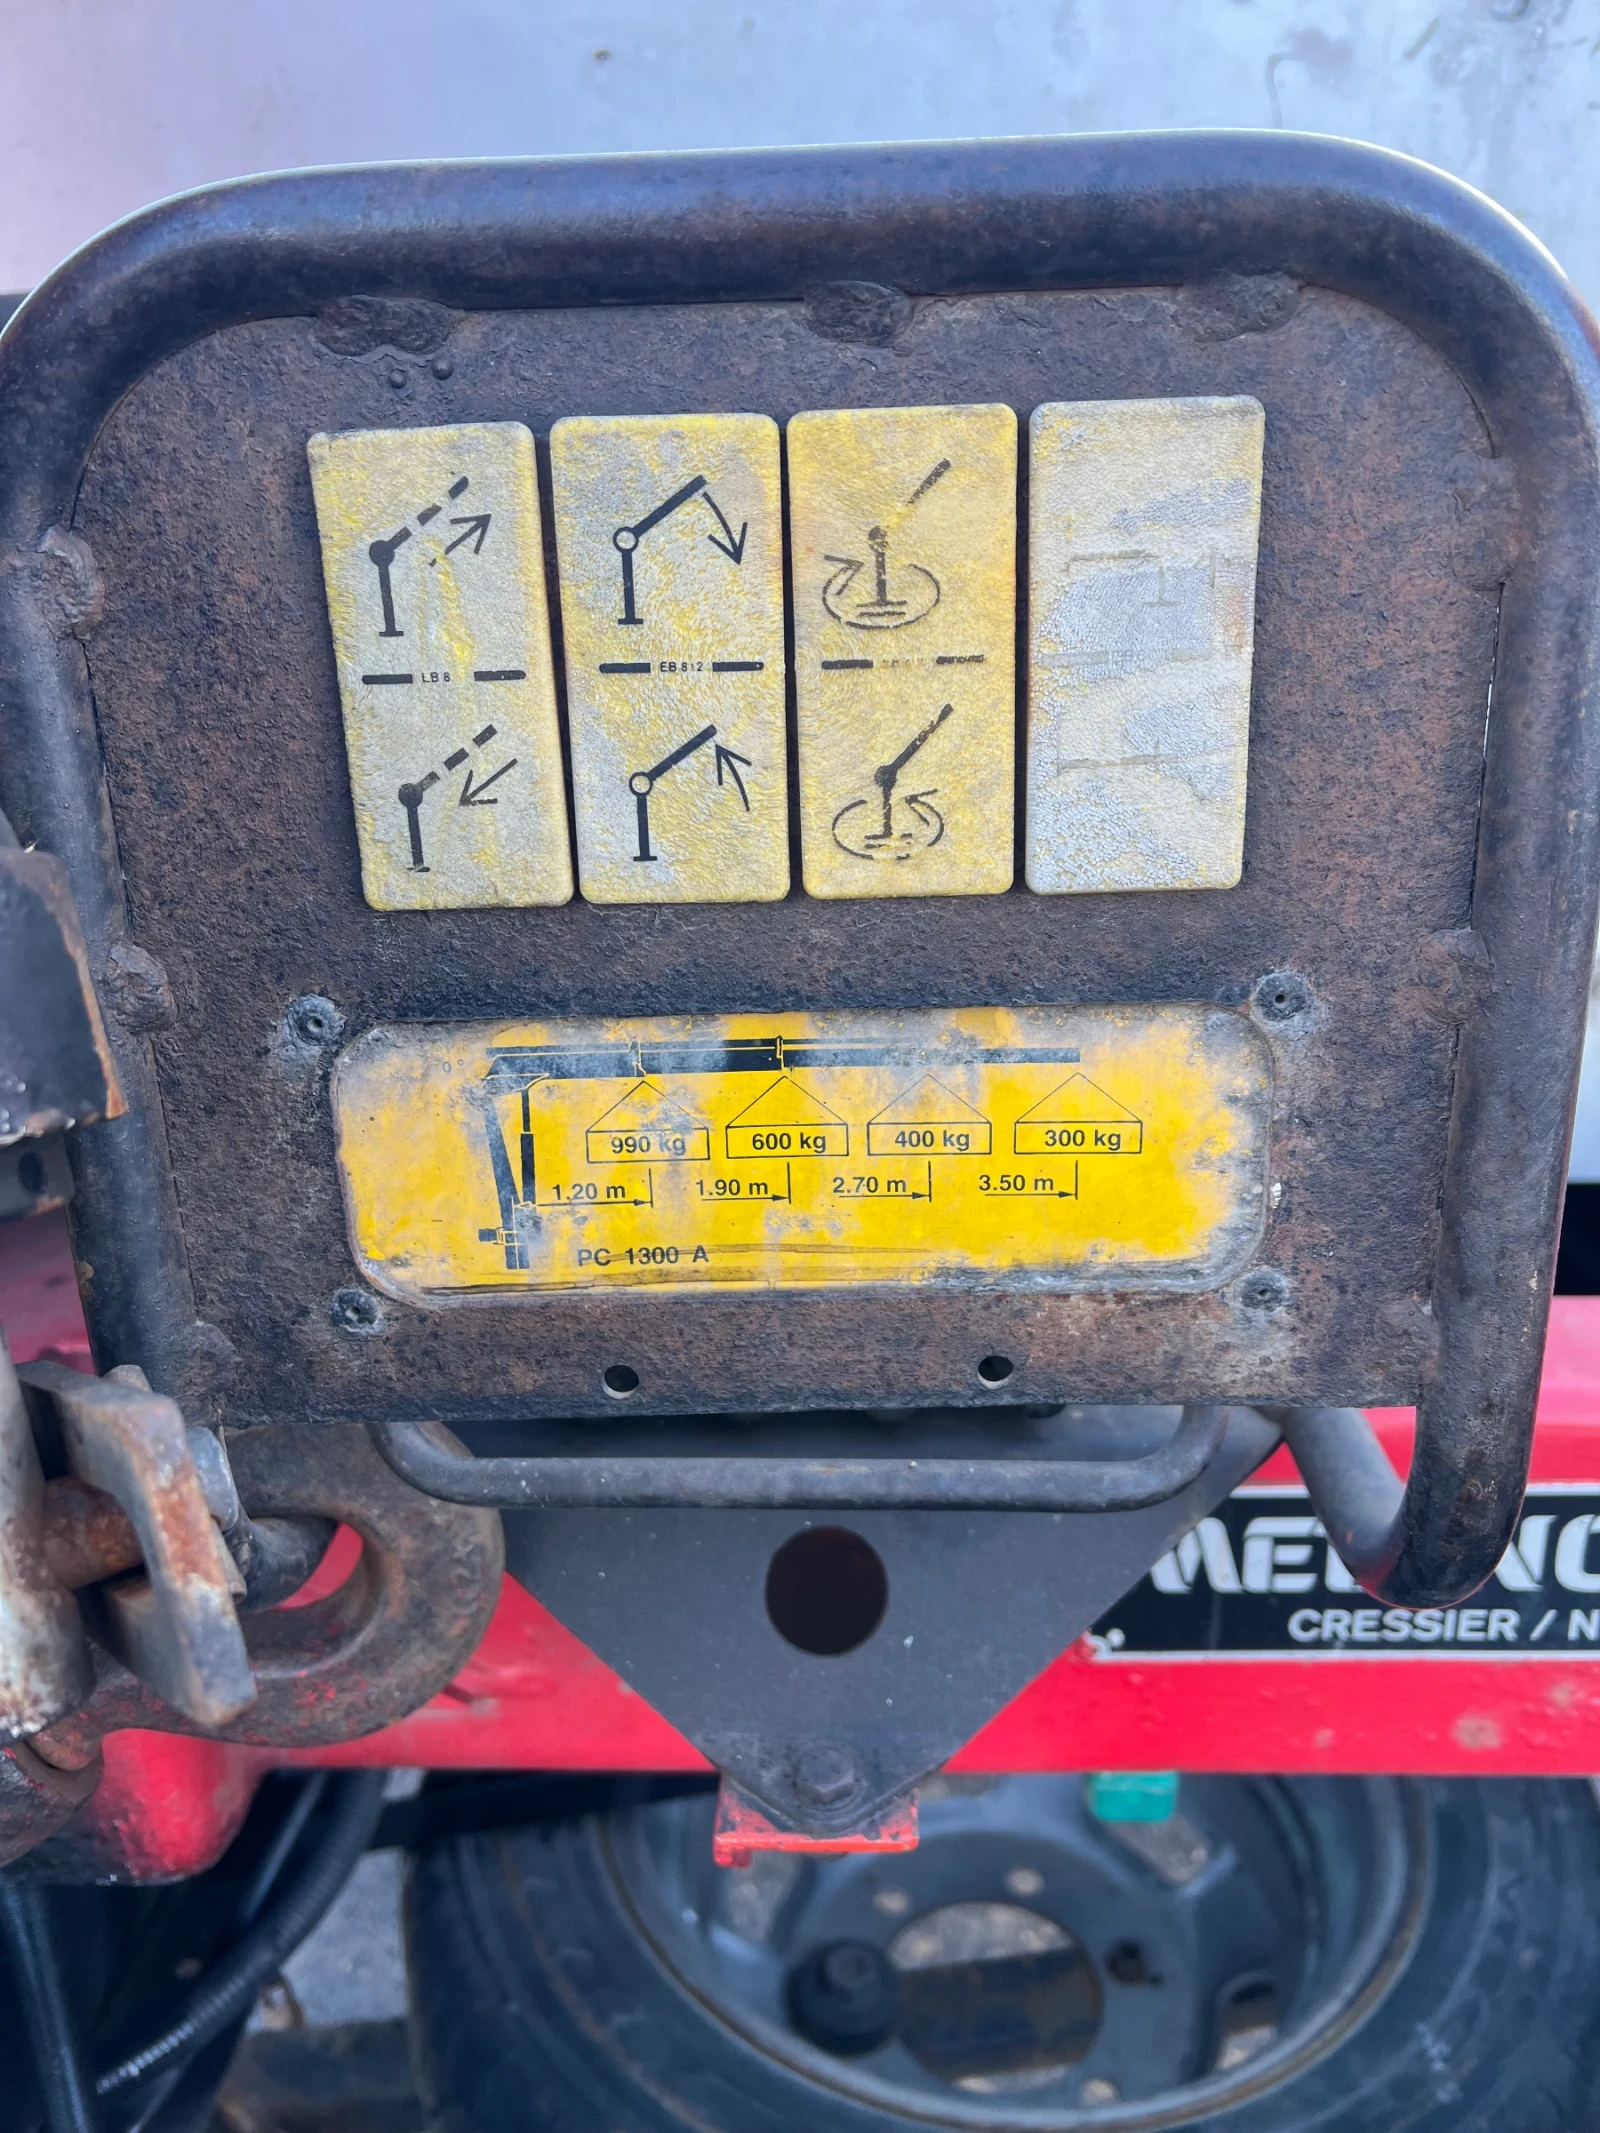 LB 8
EB 812
0°
990 kg 600 kg 400 kg 300 kg
1.20 m 1.90 m 2.70 m 3.50 m
PC 1300 A
CRESSIER / N